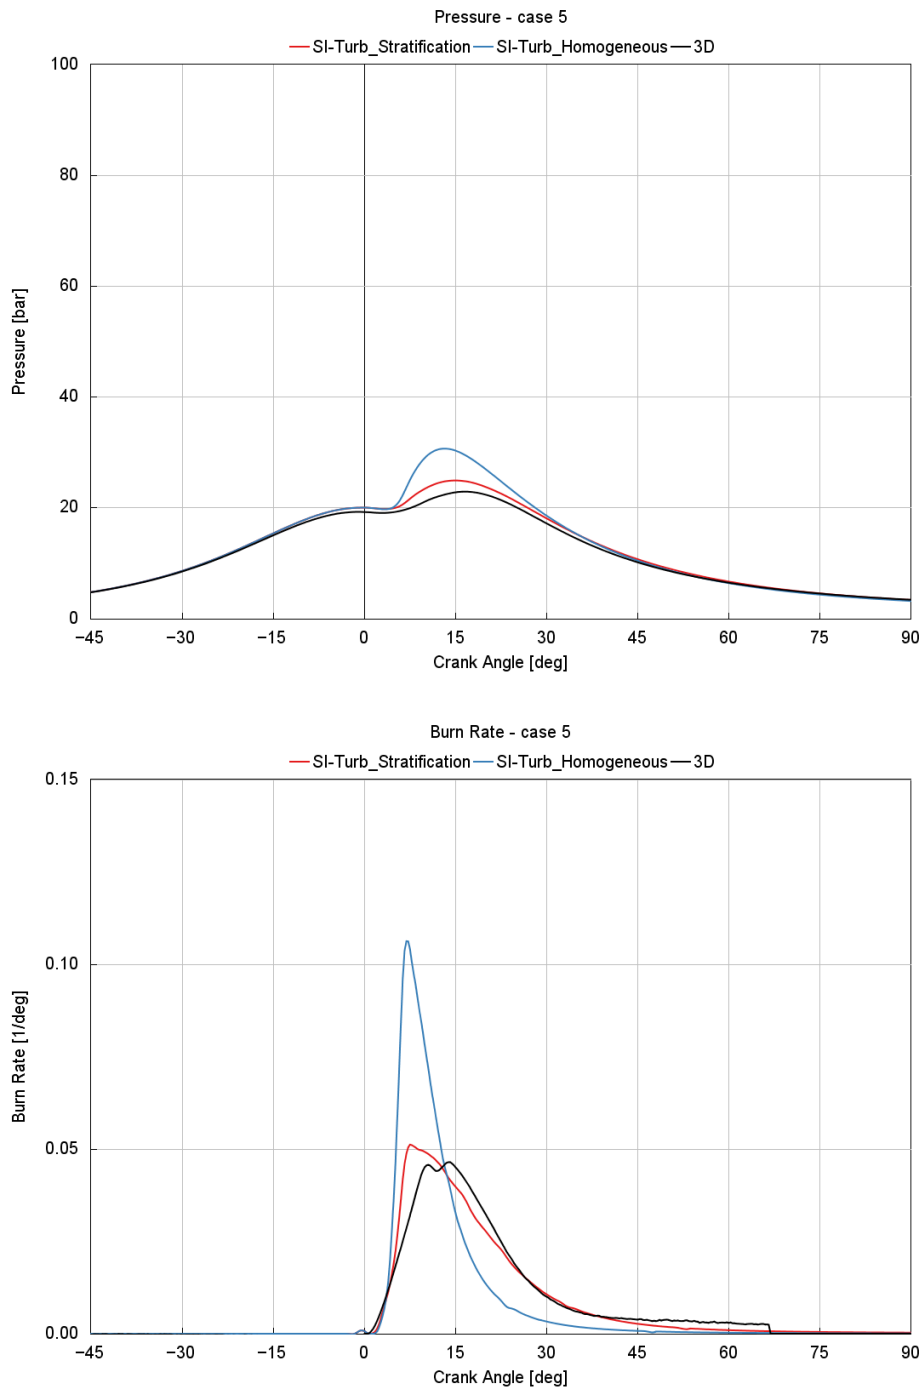 Pressure - case 5
SI-Turb_Stratification SI-Turb_Homogeneous 3D
100
80
60
40
20
0
Pressure [bar]
−45 −30 −15 0 15 30 45 60 75 90
Crank Angle [deg]
Burn Rate - case 5
SI-Turb_Stratification SI-Turb_Homogeneous 3D
0.15
0.10
0.05
0.00
Burn Rate [1/deg]
−45 −30 −15 0 15 30 45 60 75 90
Crank Angle [deg]